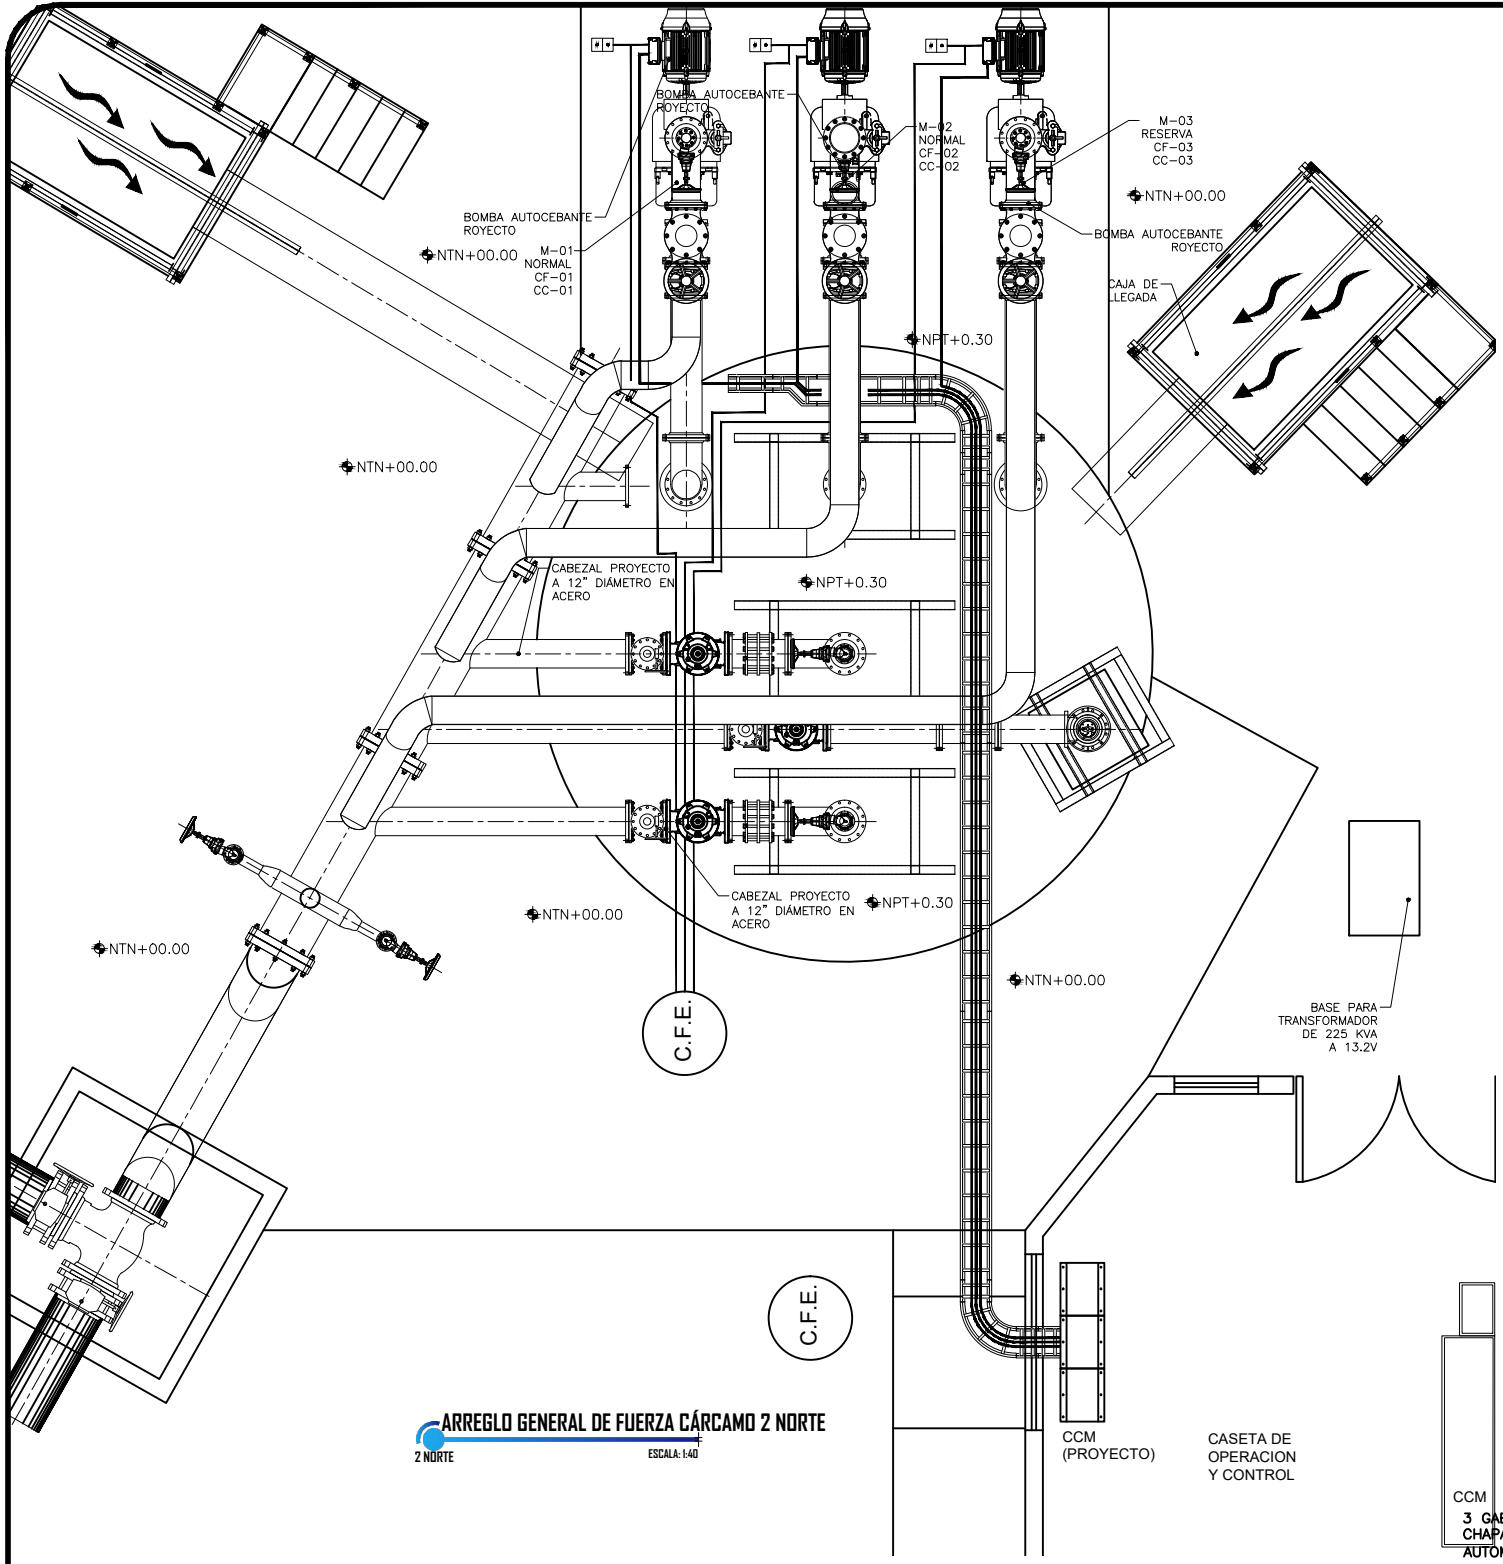 BOMBA AUTOCEBANTE
ROYECTO
M-02
NORMAL
CF-02
CC-02
M-03
RESERVA
CF-03
CC-03
NTN+00.00
BOMBA AUTOCEBANTE
ROYECTO
NTN+00.00
M-01
NORMAL
CF-01
CC-01
BOMBA AUTOCEBANTE
ROYECTO
CAJA DE
LLEGADA
NPT+0.30
NTN+00.00
CABEZAL PROYECTO
A 12" DIÁMETRO EN
ACERO
NPT+0.30
CABEZAL PROYECTO
A 12" DIÁMETRO EN
ACERO
NPT+0.30
NTN+00.00
NTN+00.00
NTN+00.00
C.F.E.
BASE PARA
TRANSFORMADOR
DE 225 KVA
A 13.2V
C.F.E.
ARREGLO GENERAL DE FUERZA CÁRCAMO 2 NORTE
2 NORTE
ESCALA: 1:40
CCM
(PROYECTO)
CASETA DE
OPERACION
Y CONTROL
CCM
3 GAB
CHAPA
AUTOM